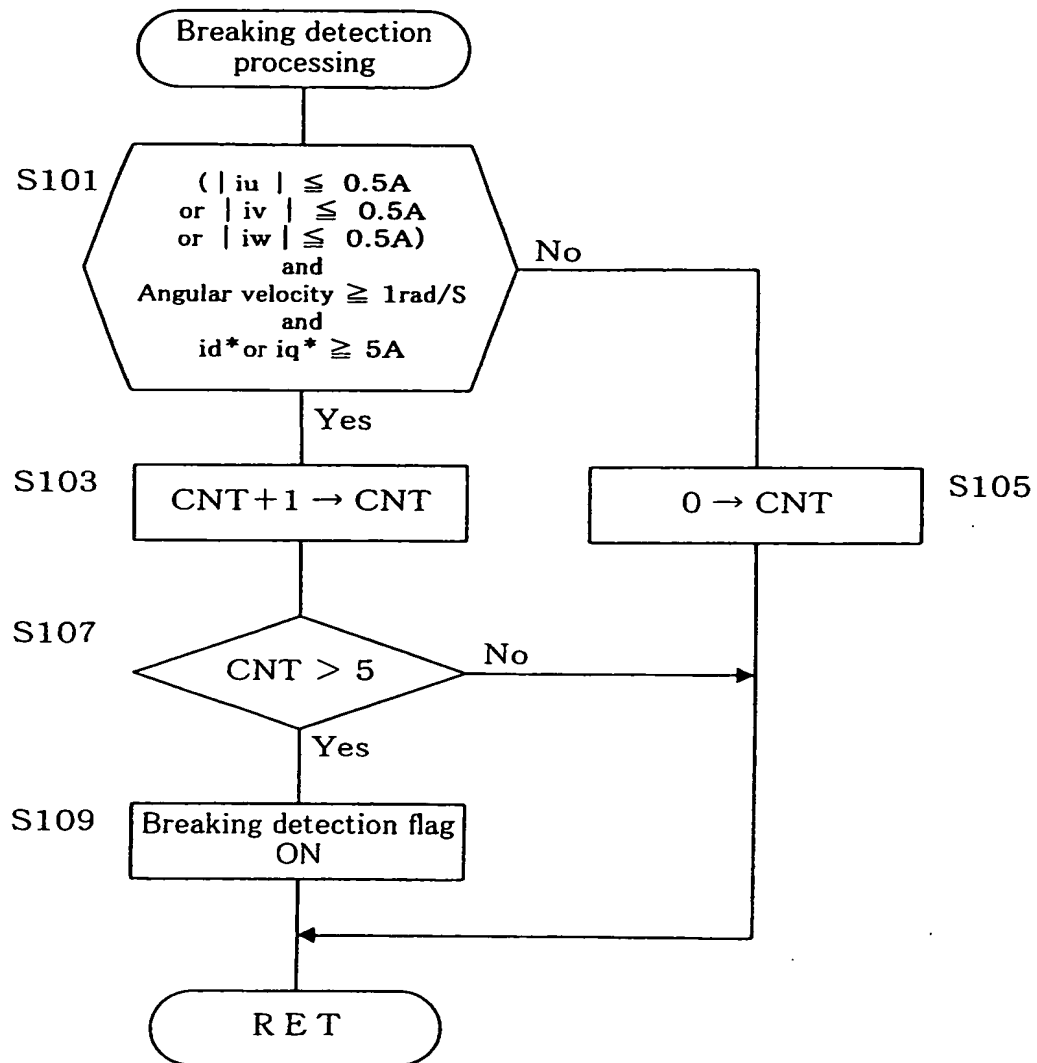 Breaking detection
processing
S101
( | iu | ≦ 0.5A
or | iv | ≦ 0.5A
or | iw | ≦ 0.5A)
and
Angular velocity ≧ 1rad/S
and
id* or iq* ≧ 5A
No
Yes
S103
CNT+1 → CNT
0 → CNT
S105
S107
CNT > 5
No
Yes
S109
Breaking detection flag
ON
RET